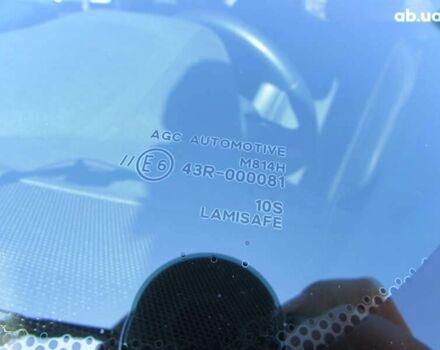 ab.ua
AGC AUTOMOTIVE
M814H
//
E6
43R-000081
10S
LAMISAFE